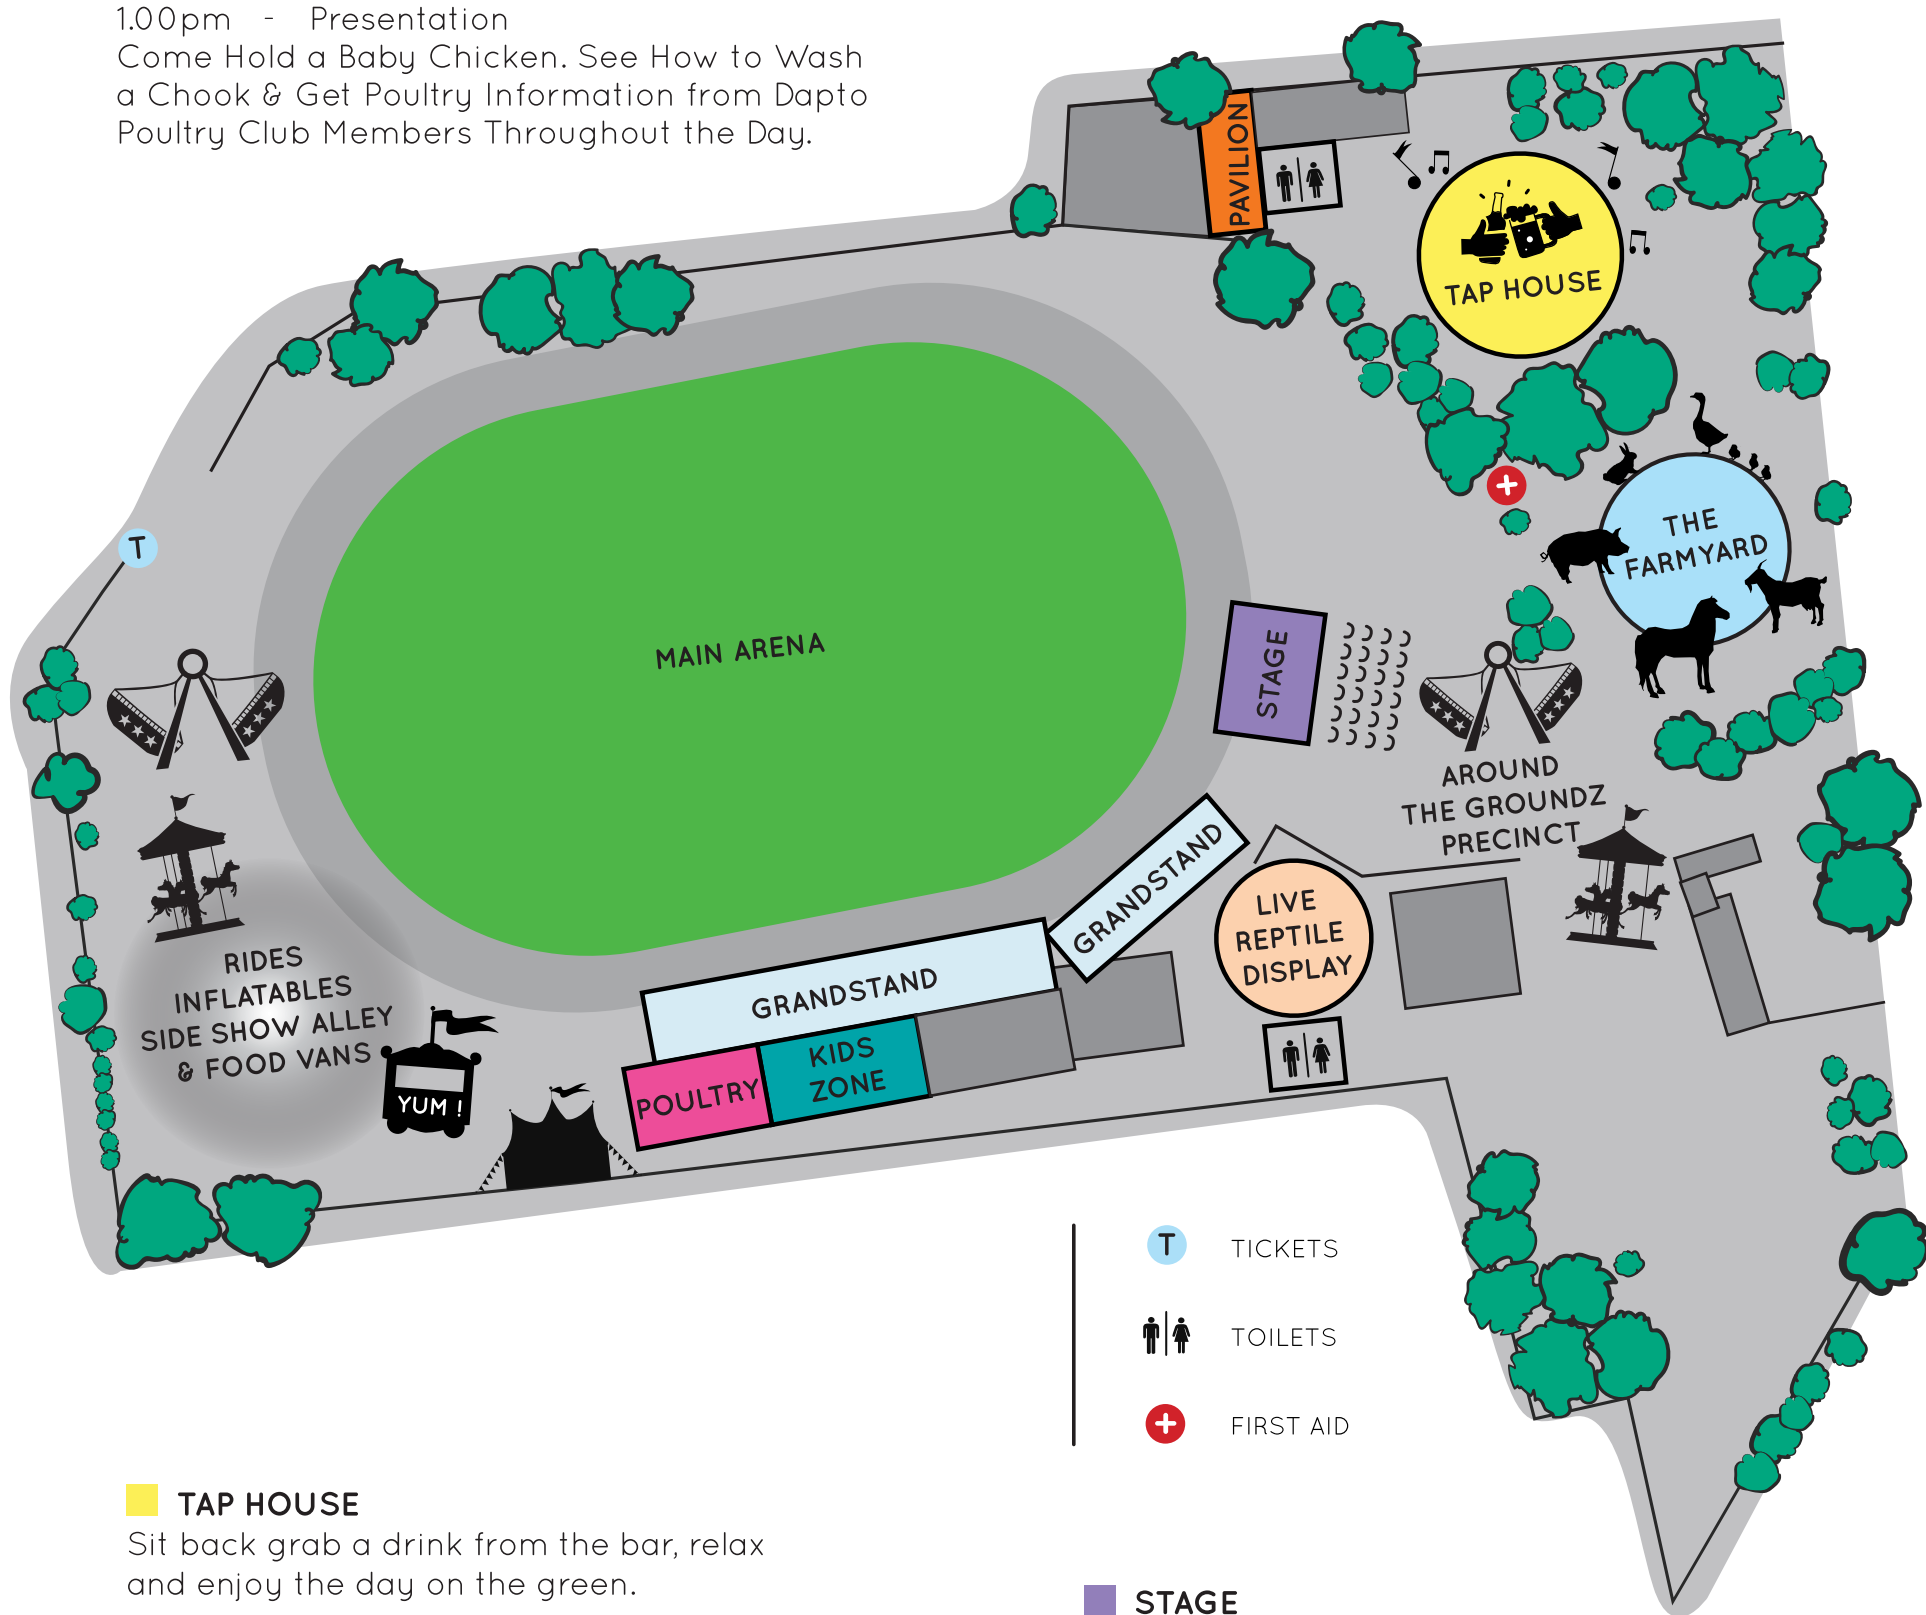 1.00pm - Presentation
Come Hold a Baby Chicken. See How to Wash
a Chook & Get Poultry Information from Dapto
Poultry Club Members Throughout the Day.
PAVILION
TAP HOUSE
THE
FARMYARD
T
MAIN ARENA
STAGE
AROUND
THE GROUNDZ
PRECINCT
GRANDSTAND
LIVE
REPTILE
DISPLAY
GRANDSTAND
RIDES
INFLATABLES
SIDE SHOW ALLEY
& FOOD VANS
YUM !
POULTRY
KIDS
ZONE
T TICKETS
TOILETS
FIRST AID
TAP HOUSE
Sit back grab a drink from the bar, relax
and enjoy the day on the green.
STAGE